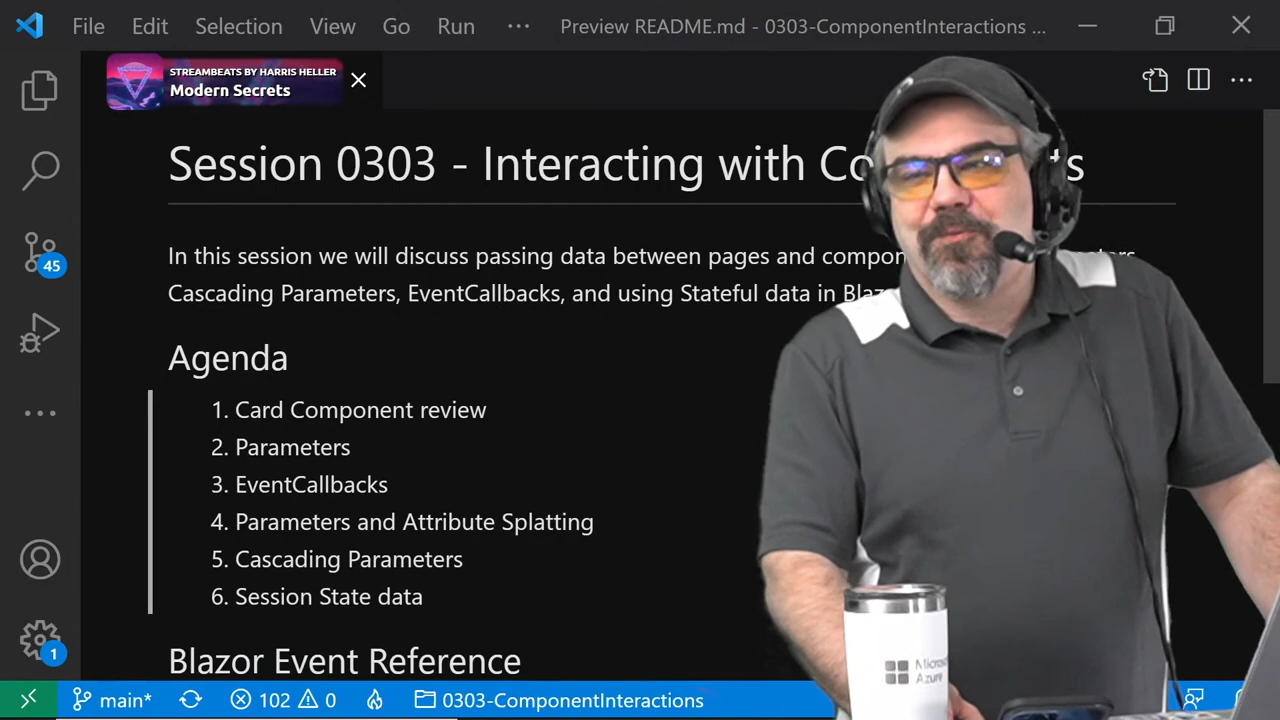 File Edit Selection View Go Run ··· Preview README.md - 0303-ComponentInteractions ...
STREAMBEATS BY HARRIS HELLER
Modern Secrets
Session 0303 - Interacting with
In this session we will discuss passing data between pages and
Cascading Parameters, EventCallbacks, and using Stateful data in
45
Agenda
1. Card Component review
2. Parameters
3. EventCallbacks
4. Parameters and Attribute Splatting
5. Cascading Parameters
6. Session State data
1
Blazor Event Reference
Microsoft
Azure
main* 102 0 0303-ComponentInteractions